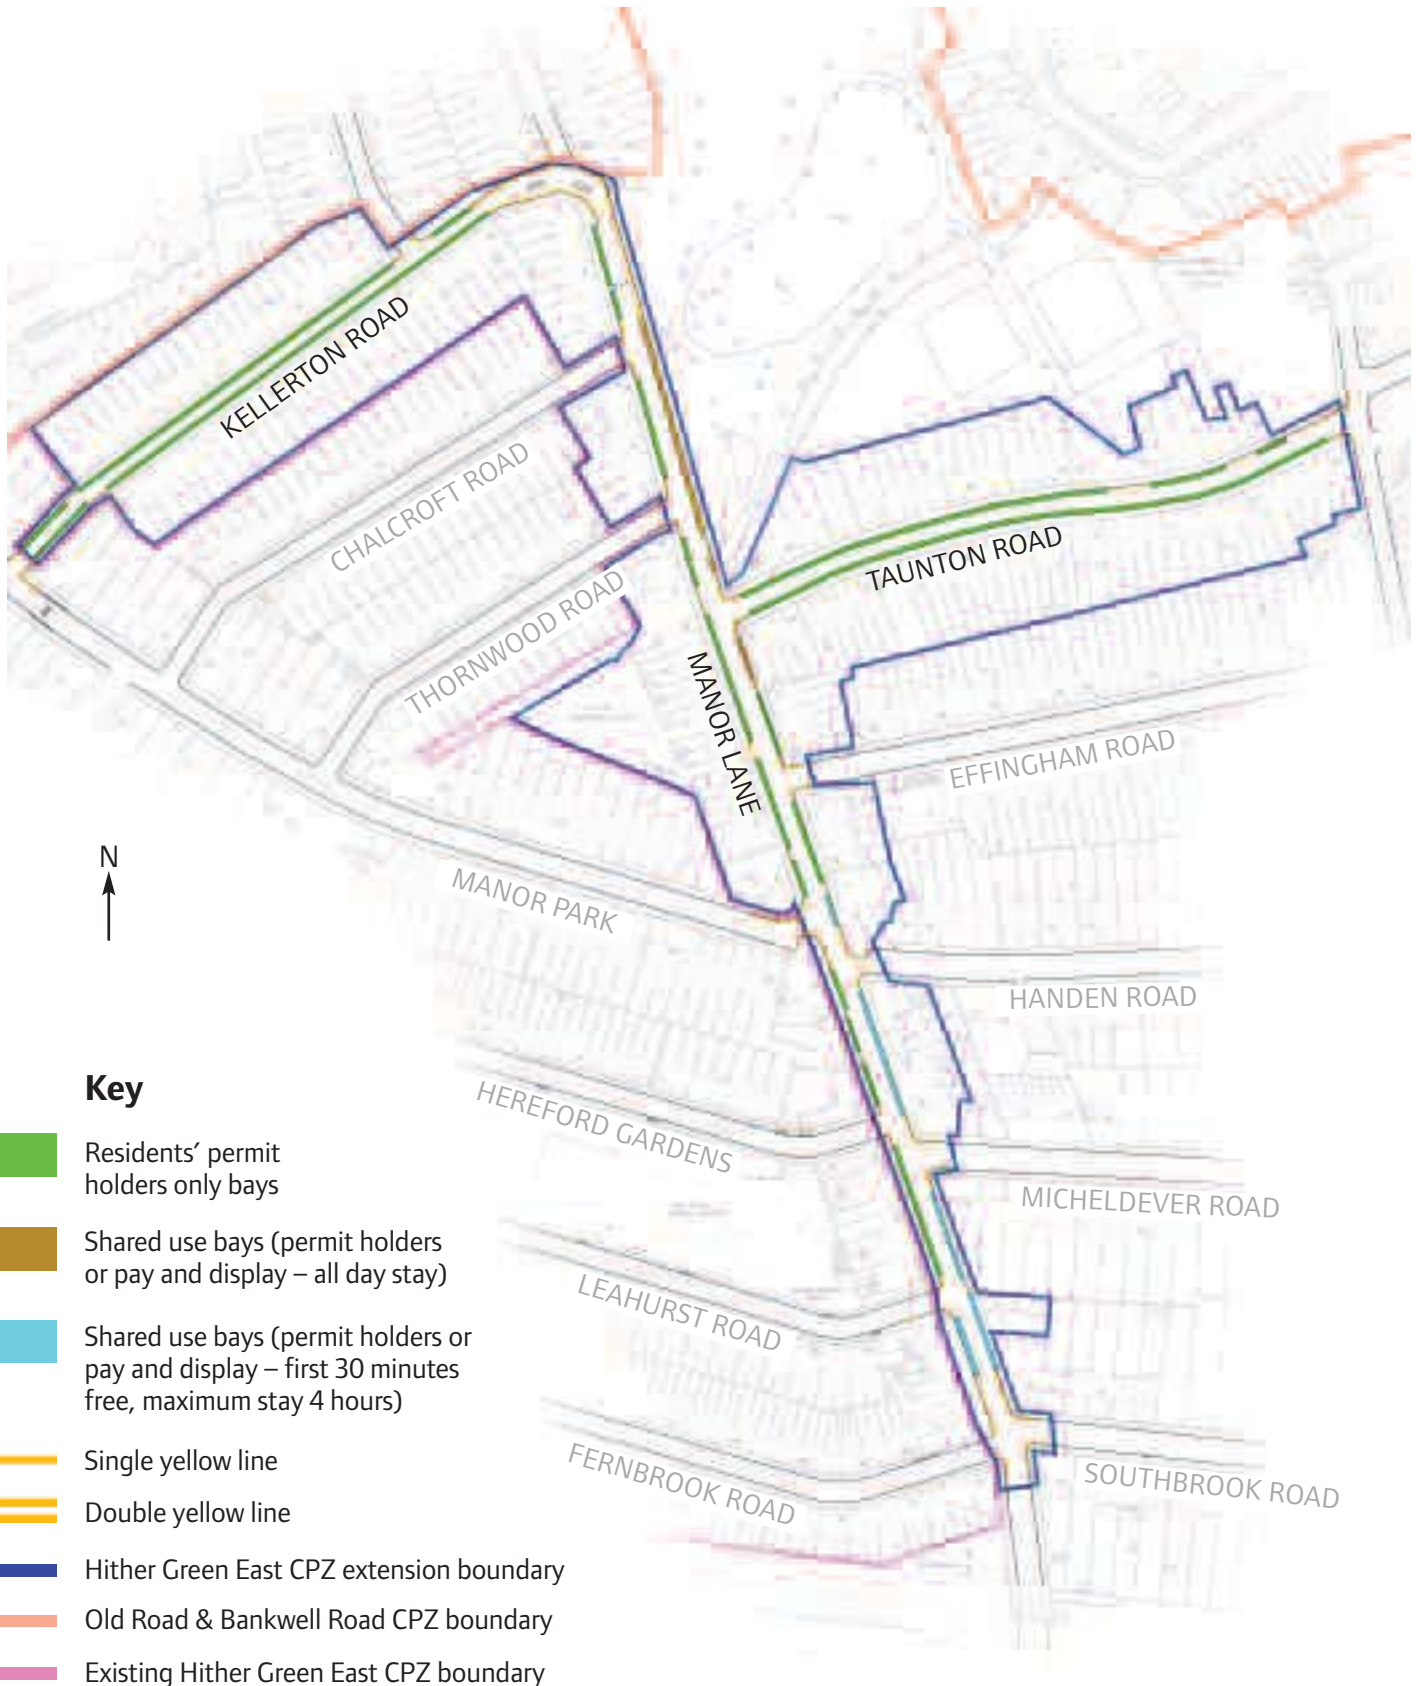 KELLERTON ROAD
CHALCROFT ROAD
THORNWOOD ROAD
TAUNTON ROAD
MANOR LANE
EFFINGHAM ROAD
N
MANOR PARK
HANDEN ROAD
HEREFORD GARDENS
MICHELDEVER ROAD
LEAHURST ROAD
FERNBROOK ROAD
SOUTHBROOK ROAD
Key
Residents’ permit
holders only bays
Shared use bays (permit holders
or pay and display – all day stay)
Shared use bays (permit holders or
pay and display – first 30 minutes
free, maximum stay 4 hours)
Single yellow line
Double yellow line
Hither Green East CPZ extension boundary
Old Road & Bankwell Road CPZ boundary
Existing Hither Green East CPZ boundary